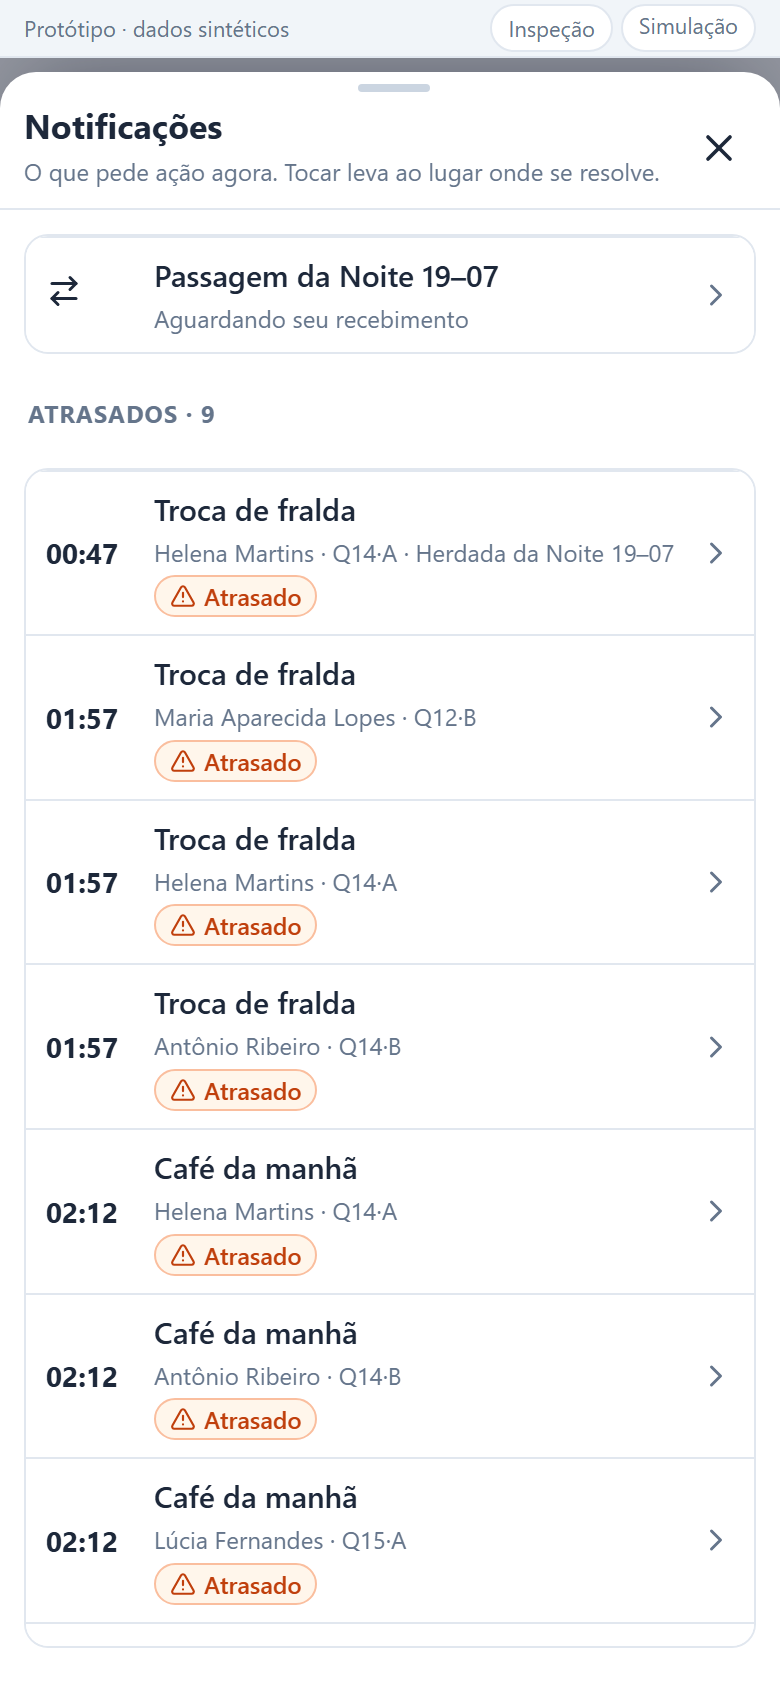 Protótipo · dados sintéticos
Inspeção
Simulação
Notificações
O que pede ação agora. Tocar leva ao lugar onde se resolve.
Passagem da Noite 19–07
Aguardando seu recebimento
ATRASADOS · 9
Troca de fralda
00:47
Helena Martins · Q14·A · Herdada da Noite 19–07
Atrasado
Troca de fralda
01:57
Maria Aparecida Lopes · Q12·B
Atrasado
Troca de fralda
01:57
Helena Martins · Q14·A
Atrasado
Troca de fralda
01:57
Antônio Ribeiro · Q14·B
Atrasado
Café da manhã
02:12
Helena Martins · Q14·A
Atrasado
Café da manhã
02:12
Antônio Ribeiro · Q14·B
Atrasado
Café da manhã
02:12
Lúcia Fernandes · Q15·A
Atrasado